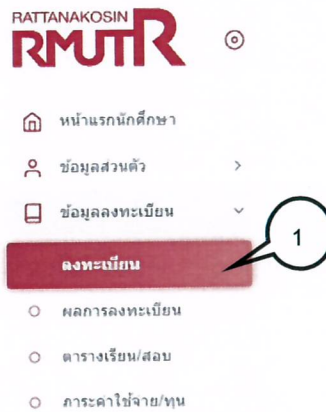 RATTANAKOSIN
RMUTR
หน้าแรกนักศึกษา
ข้อมูลส่วนตัว
ข้อมูลลงทะเบียน
ลงทะเบียน
1
ผลการลงทะเบียน
ตารางเรียน/สอบ
ภาระค่าใช้จ่าย/ทุน